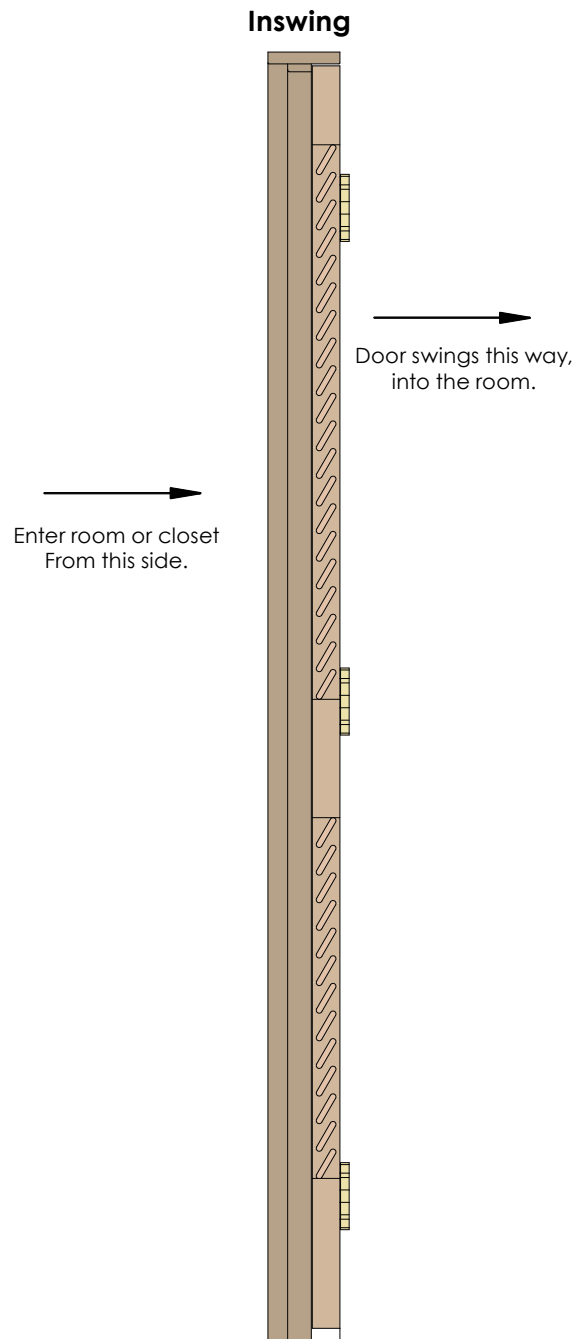 Inswing
Door swings this way,
into the room.
Enter room or closet
From this side.